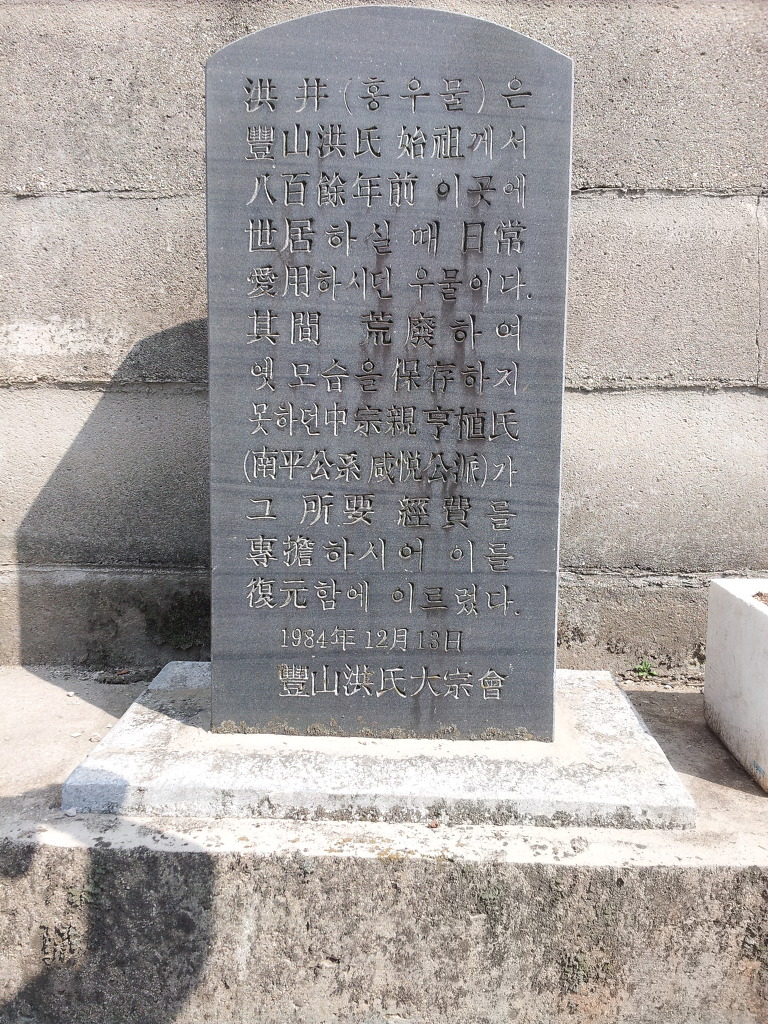 洪井(홍우물)은
豐山洪氏 始祖께서
八百餘年前 이곳에
世居하실 때 日常
愛用하시던 우물이다.
其間 荒廢하여
옛 모습을 保存하지
못하던中 宗親 亨植氏
(南平公系 咸悅公派)가
그 所要 經費를
專擔하시어 이를
復元함에 이르렀다.
1984年 12月 13日
豐山洪氏大宗會